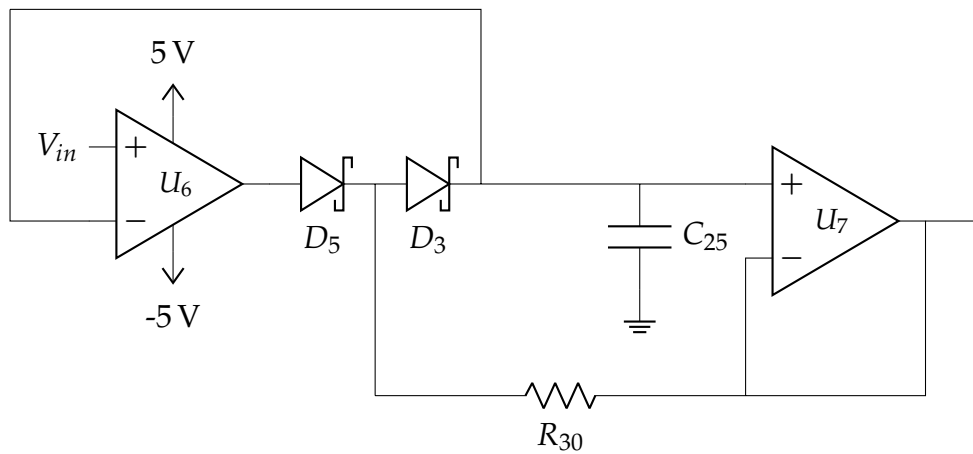 5 V
V_in
+
U_6
−
-5 V
D_5
D_3
C_25
+
U_7
−
R_30